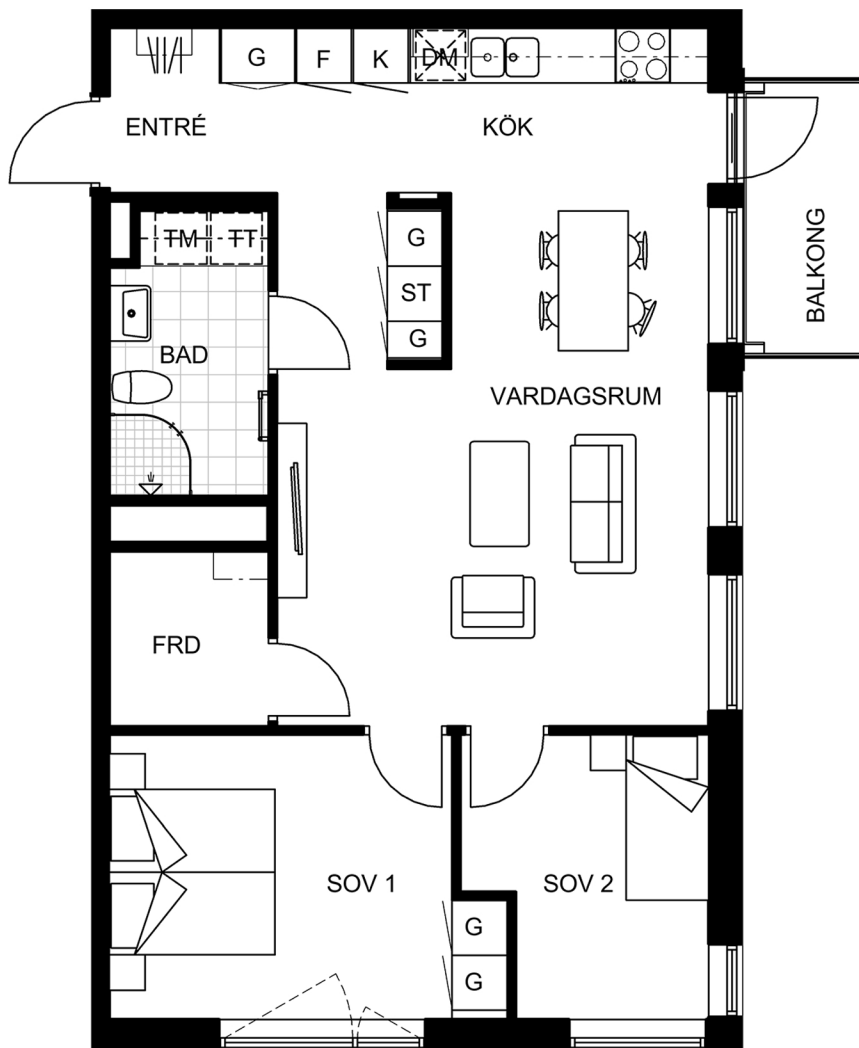 G F K DM
ENTRÉ KÖK
TM TT
G
ST
G
BALKONG
BAD
VARDAGSRUM
FRD
SOV 1
SOV 2
G
G